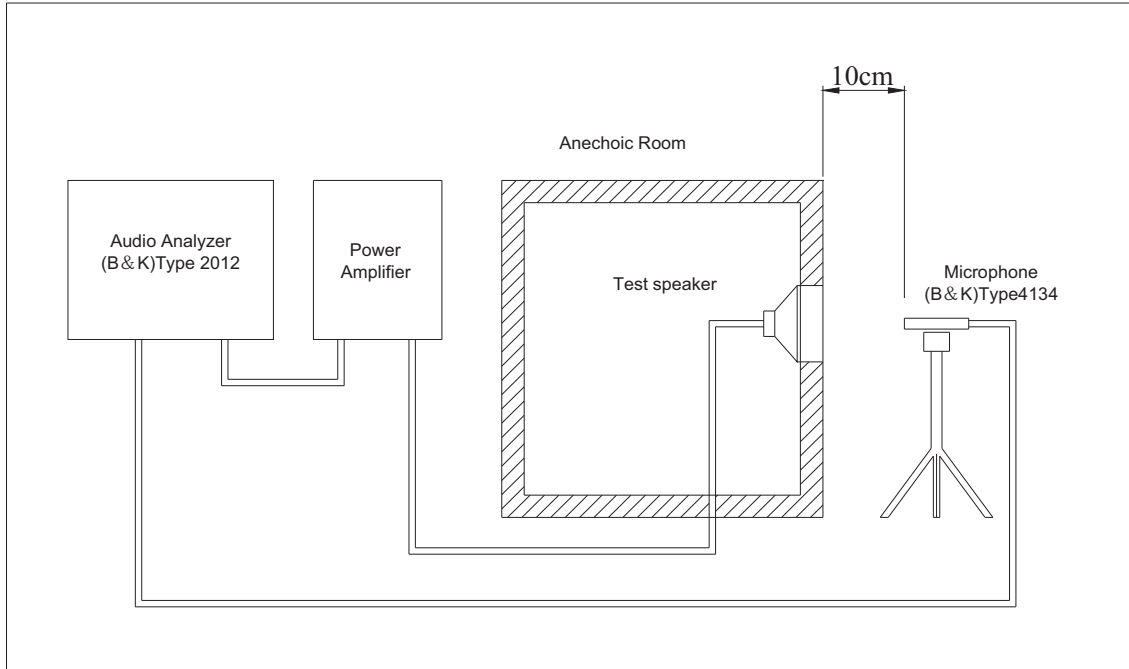 10cm
Anechoic Room
Audio Analyzer
(B&K)Type 2012
Power
Amplifier
Test speaker
Microphone
(B&K)Type4134